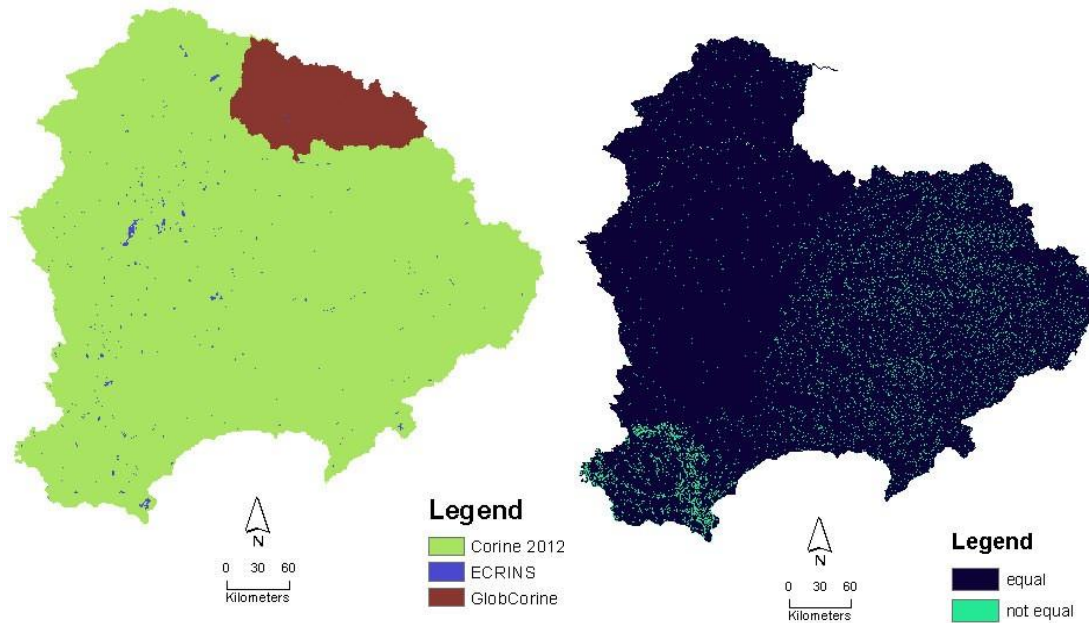 Legend
Corine 2012
ECRINS
GlobCorine
N
0 30 60
Kilometers
Legend
equal
not equal
N
0 30 60
Kilometers